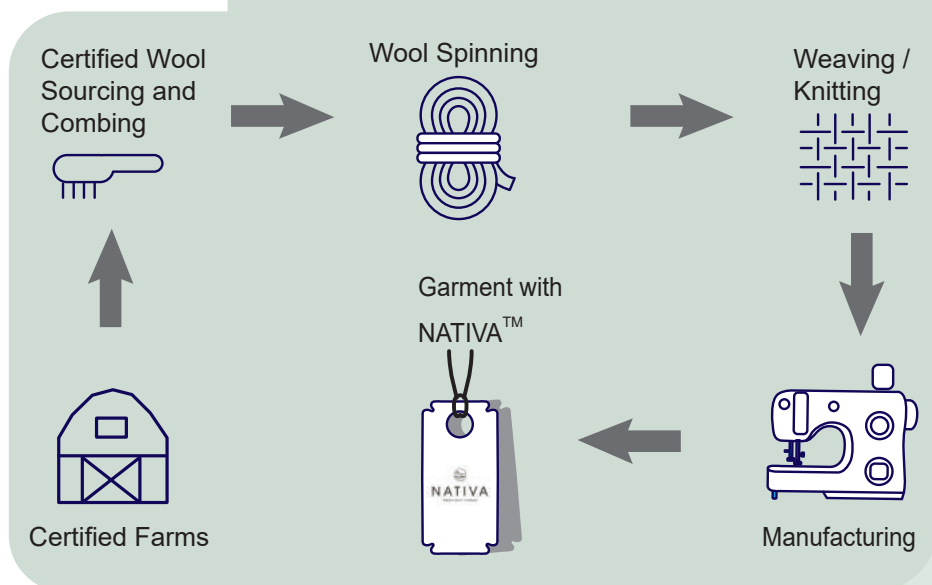 Certified Wool
Sourcing and
Combing
Wool Spinning
Weaving /
Knitting
Garment with
NATIVA™
NATIVA
Certified Farms
Manufacturing